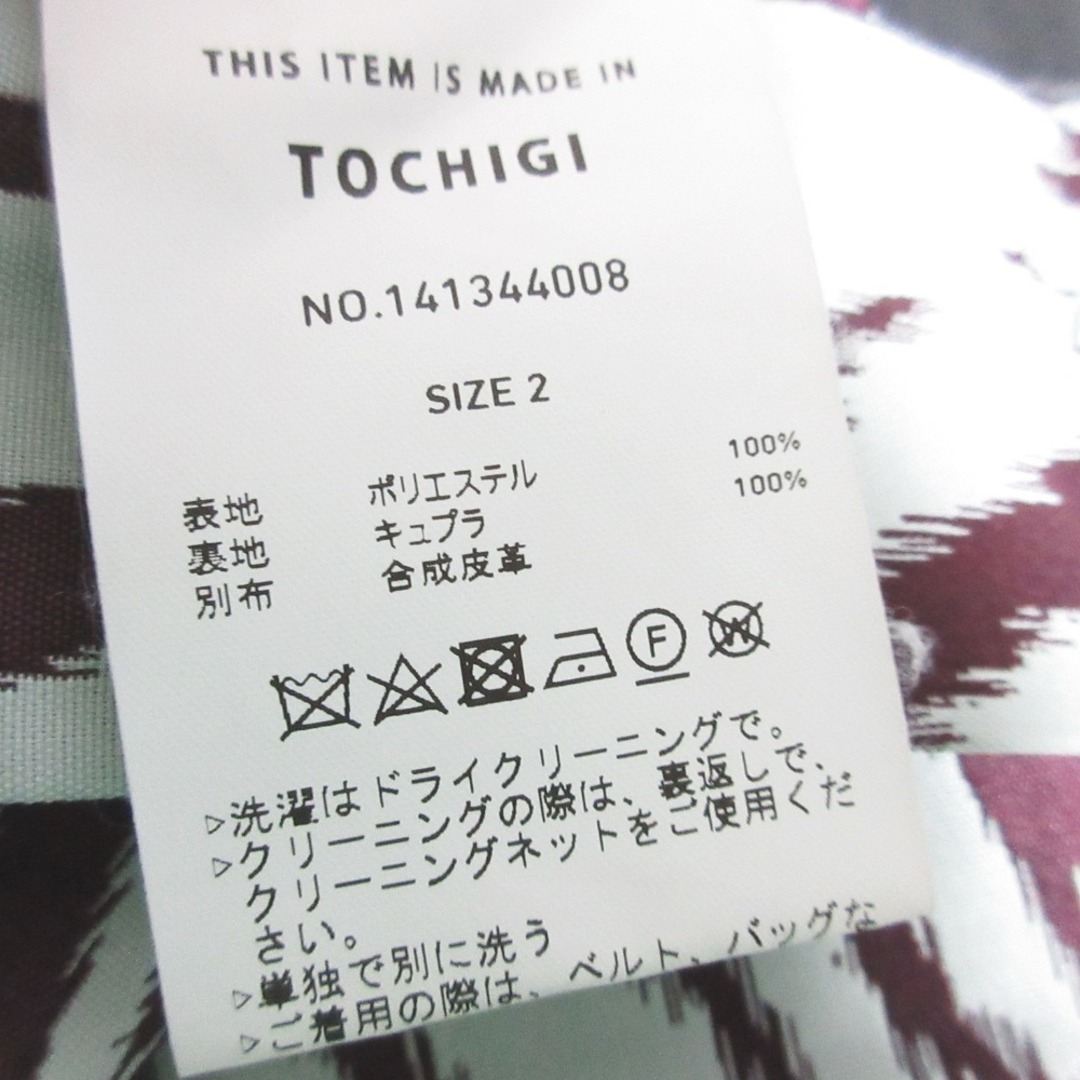 THIS ITEM IS MADE IN
TOCHIGI
NO.141344008
SIZE 2
表地 ポリエステル 100%
裏地 キュプラ 100%
別布 合成皮革
F W
▷洗濯はドライクリーニングで。
▷クリーニングの際は、裏返しで、
クリーニングネットをご使用くだ
さい。
▷単独で別に洗う
▷ご着用の際は、ベルト、バッグな